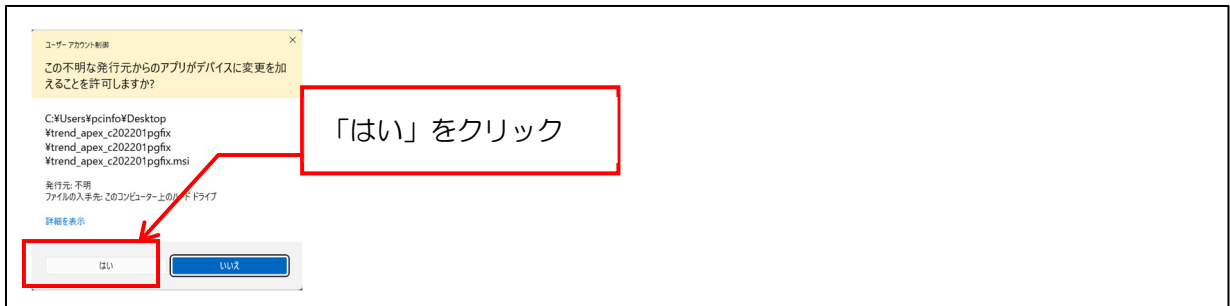 ユーザー アカウント制御
×
この不明な発行元からのアプリがデバイスに変更を加
えることを許可しますか?
C:¥Users¥pcinfo¥Desktop
¥trend_apex_c202201pgfix
¥trend_apex_c202201pgfix
¥trend_apex_c202201pgfix.msi
発行元: 不明
ファイルの入手先: このコンピューター上のハード ドライブ
詳細を表示
はい
いいえ
「はい」をクリック